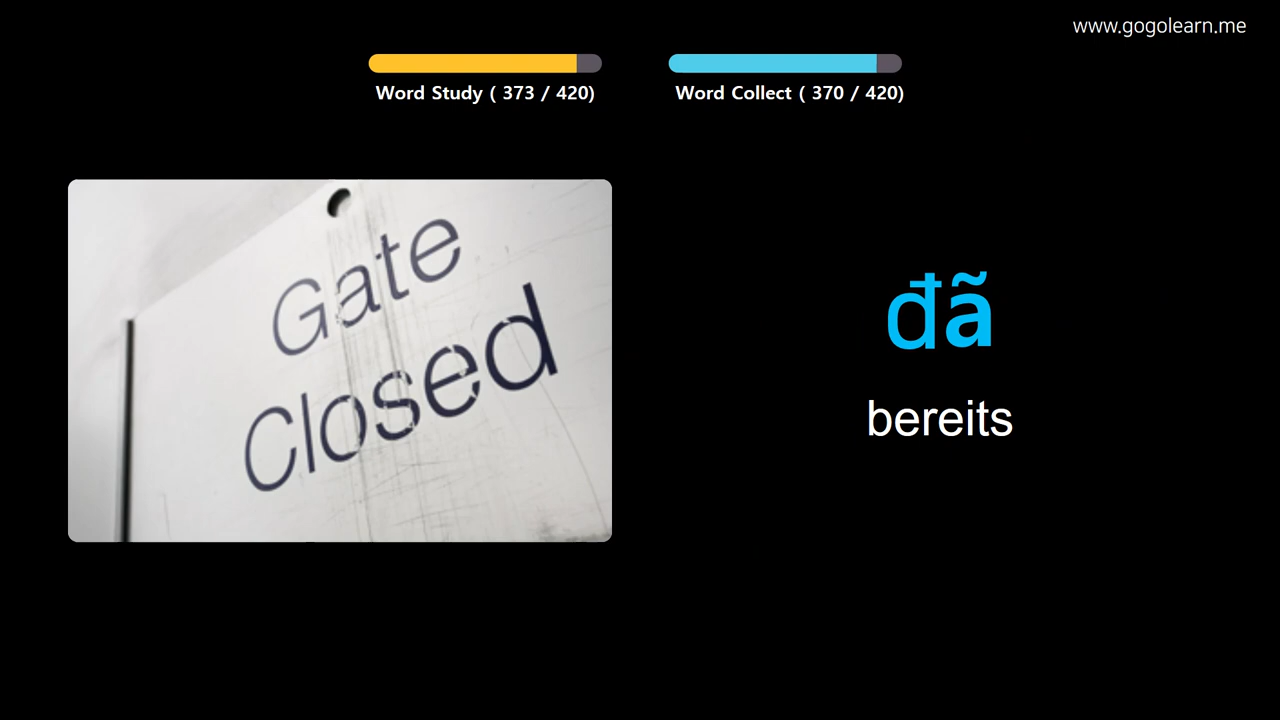 www.gogolearn.me
Word Study ( 373 / 420)
Word Collect ( 370 / 420)
Gate
Closed
đã
bereits